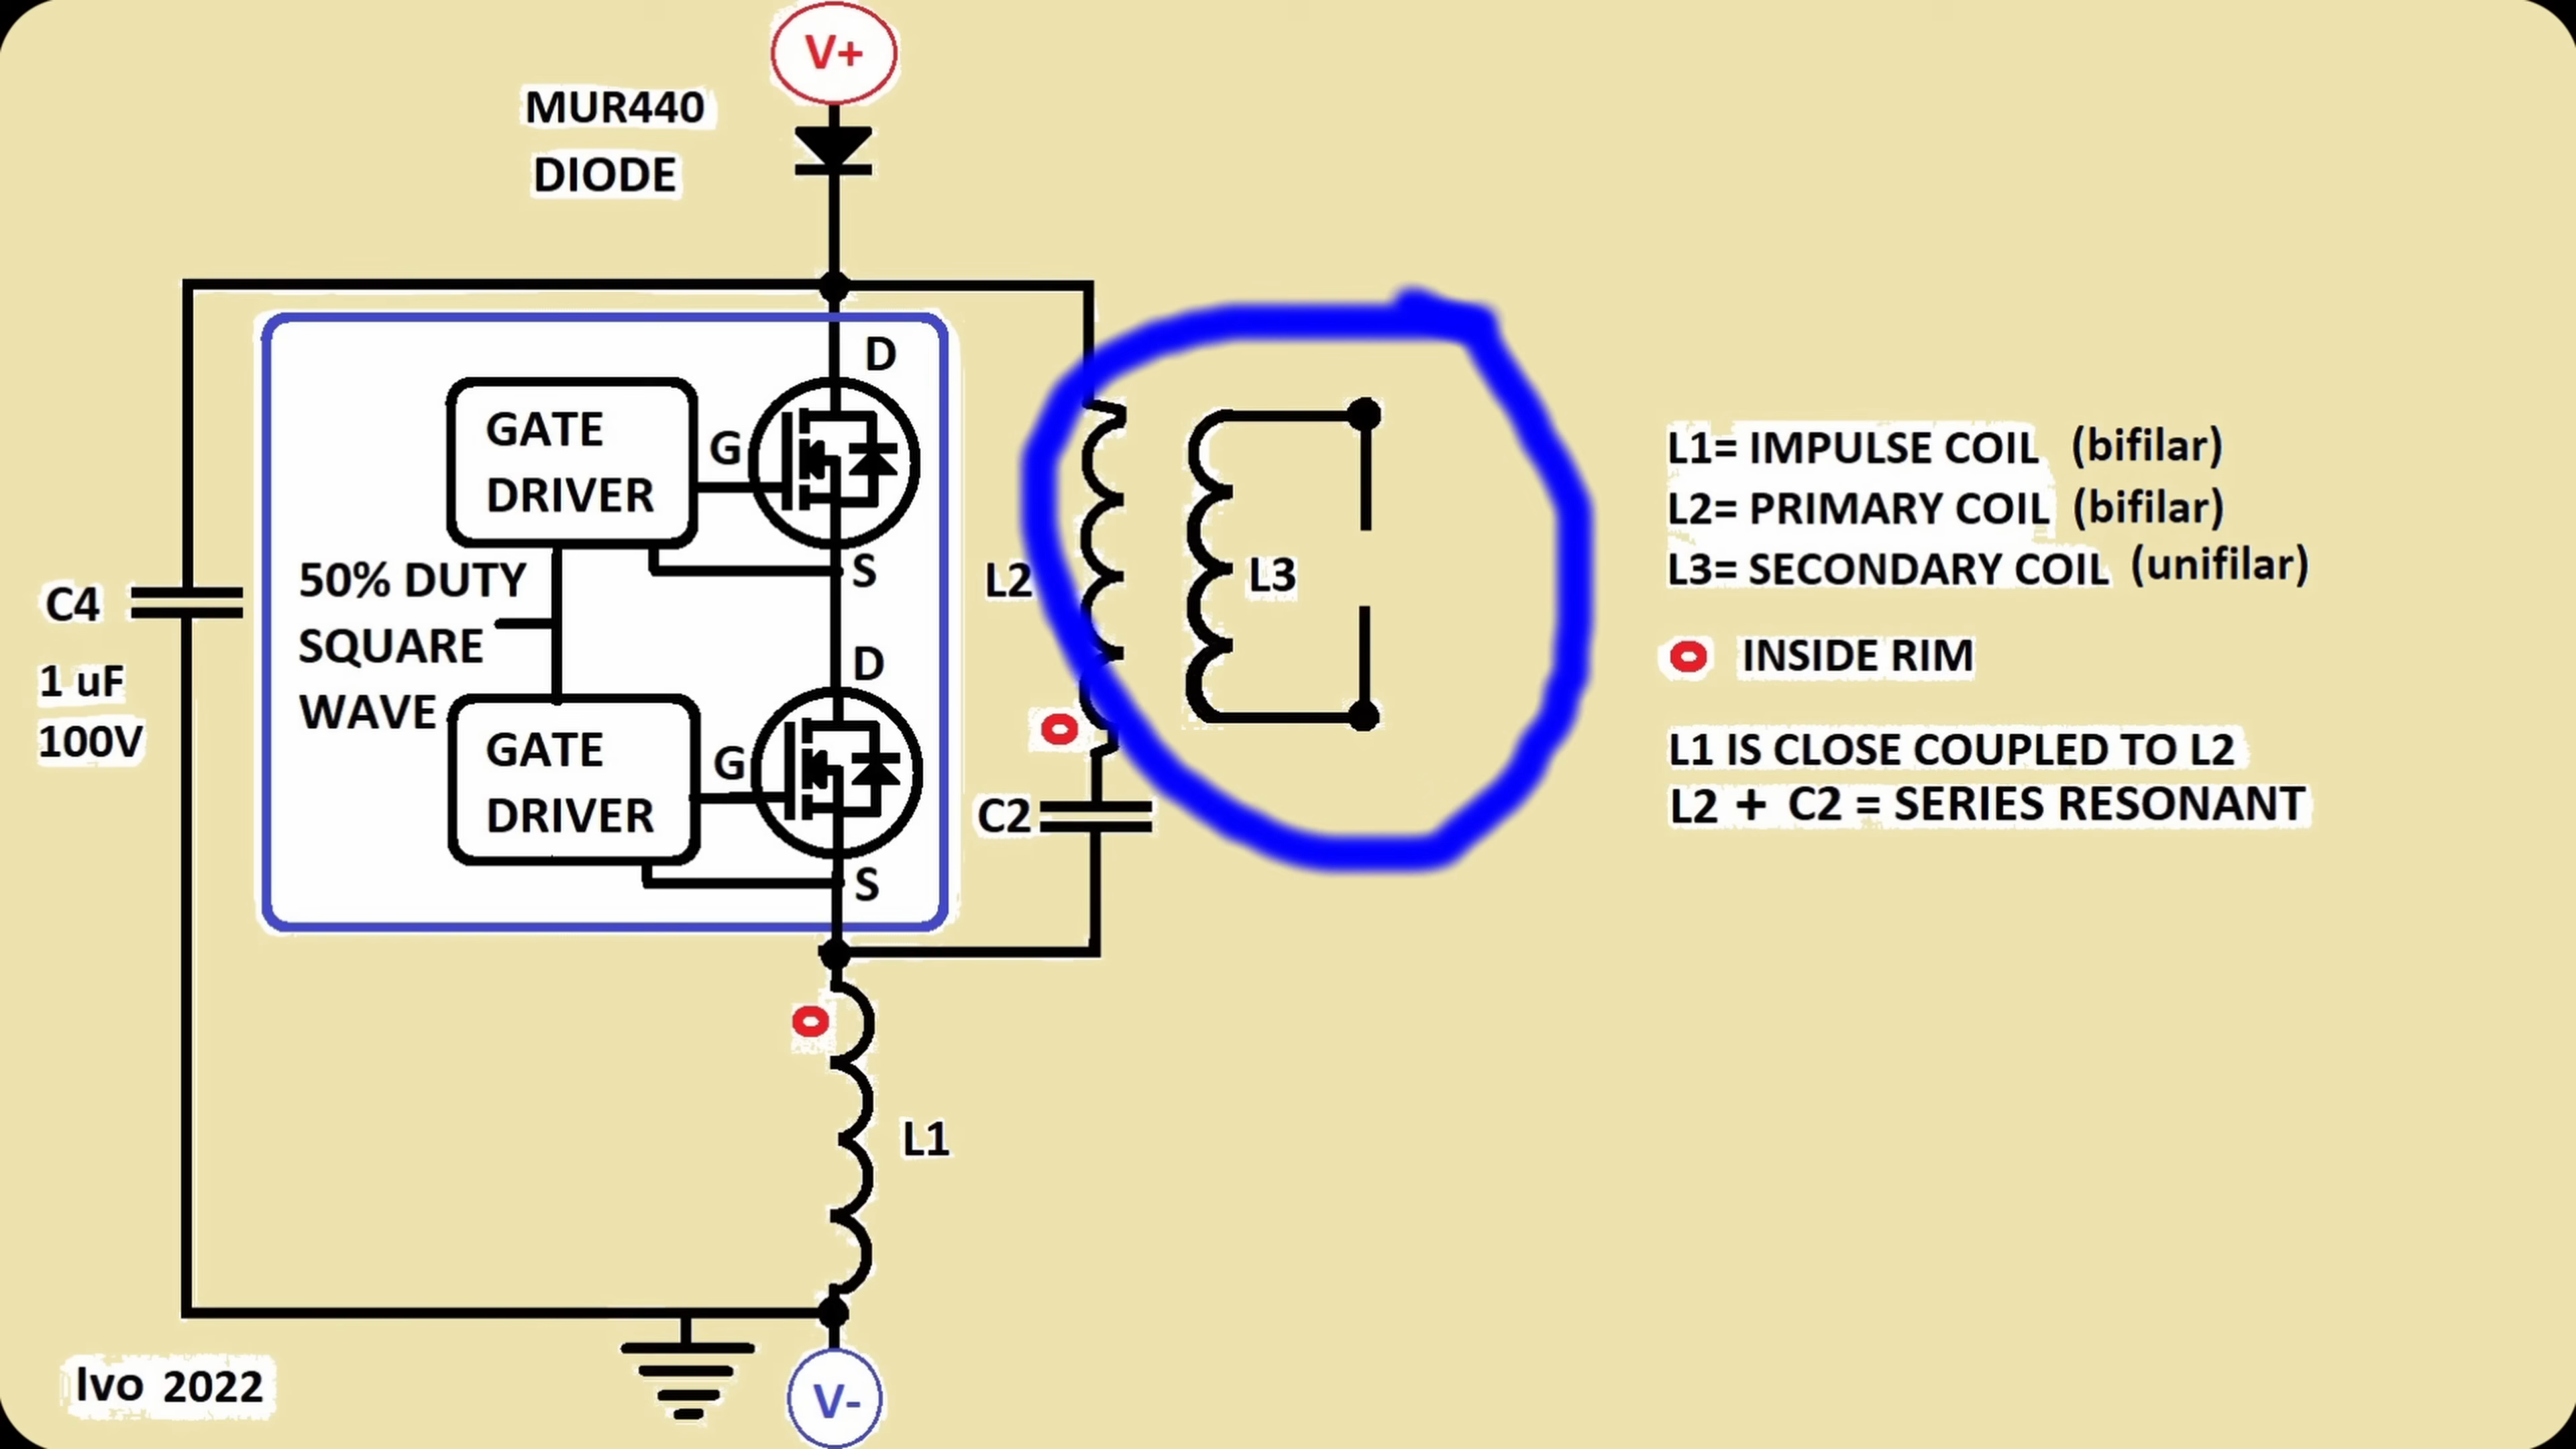 V+
MUR440
DIODE
D
GATE
DRIVER
G
S
50% DUTY
SQUARE
WAVE
C4
1 uF
100V
D
GATE
DRIVER
G
S
L2
L3
C2
L1
L1= IMPULSE COIL (bifilar)
L2= PRIMARY COIL (bifilar)
L3= SECONDARY COIL (unifilar)
INSIDE RIM
L1 IS CLOSE COUPLED TO L2
L2 + C2 = SERIES RESONANT
Ivo 2022
V-